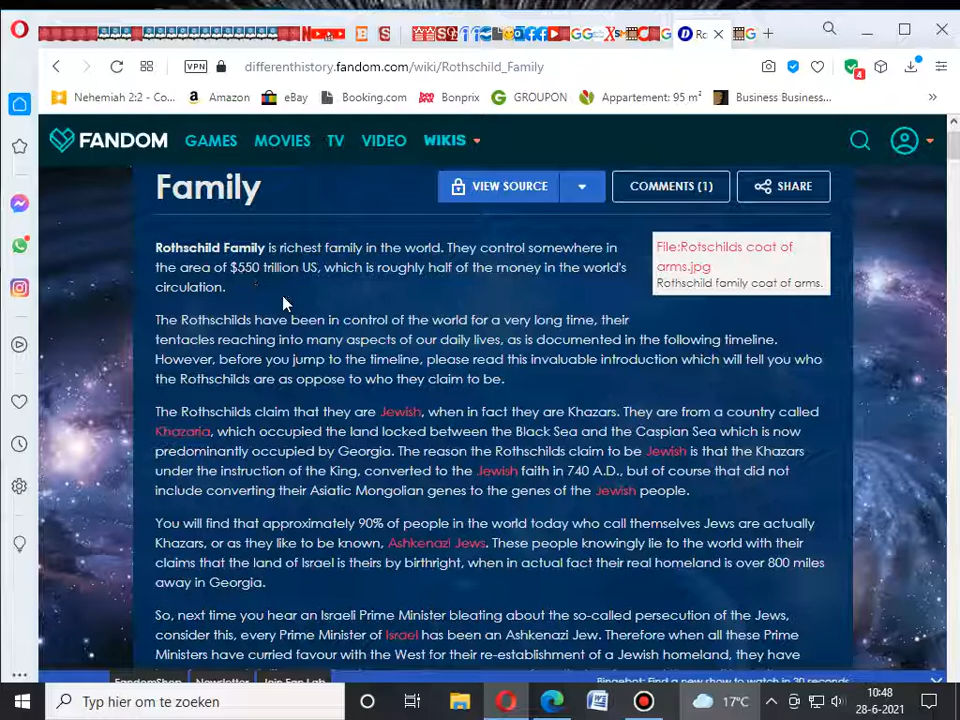 differenthistory.fandom.com/wiki/Rothschild_Family
VPN
4
Nehemiah 2:2 - Co...
Amazon
eBay
Booking.com
Bonprix
GROUPON
Appartement: 95 m²
Business Business...
FANDOM
GAMES
MOVIES
TV
VIDEO
WIKIS
Family
VIEW SOURCE
COMMENTS (1)
SHARE
Rothschild Family is richest family in the world. They control somewhere in
the area of $550 trillion US, which is roughly half of the money in the world's
circulation.
File:Rotschilds coat of
arms.jpg
Rothschild family coat of arms.
The Rothschilds have been in control of the world for a very long time, their
tentacles reaching into many aspects of our daily lives, as is documented in the following timeline.
However, before you jump to the timeline, please read this invaluable introduction which will tell you who
the Rothschilds are as oppose to who they claim to be.
The Rothschilds claim that they are Jewish, when in fact they are Khazars. They are from a country called
Khazaria, which occupied the land locked between the Black Sea and the Caspian Sea which is now
predominantly occupied by Georgia. The reason the Rothschilds claim to be Jewish is that the Khazars
under the instruction of the King, converted to the Jewish faith in 740 A.D., but of course that did not
include converting their Asiatic Mongolian genes to the genes of the Jewish people.
You will find that approximately 90% of people in the world today who call themselves Jews are actually
Khazars, or as they like to be known, Ashkenazi Jews. These people knowingly lie to the world with their
claims that the land of Israel is theirs by birthright, when in actual fact their real homeland is over 800 miles
away in Georgia.
So, next time you hear an Israeli Prime Minister bleating about the so-called persecution of the Jews,
consider this, every Prime Minister of Israel has been an Ashkenazi Jew. Therefore when all these Prime
Ministers have curried favour with the West for their re-establishment of a Jewish homeland, they have
FandomShop
Newsletter
Join Fan Lab
Bingebot: Find a new show to watch in 30 seconds
Typ hier om te zoeken
17°C
10:48
28-6-2021